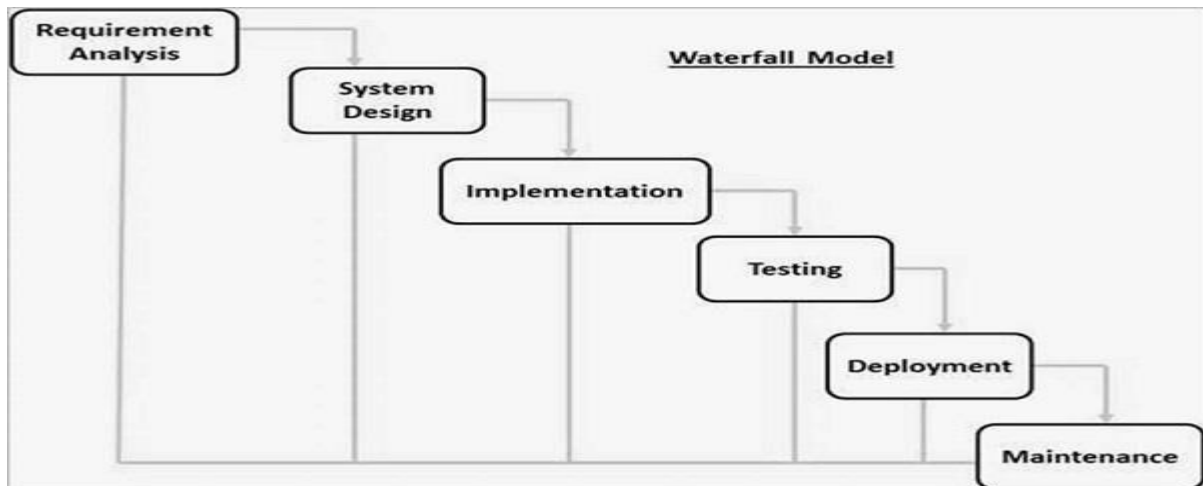 Requirement
Analysis
Waterfall Model
System
Design
Implementation
Testing
Deployment
Maintenance